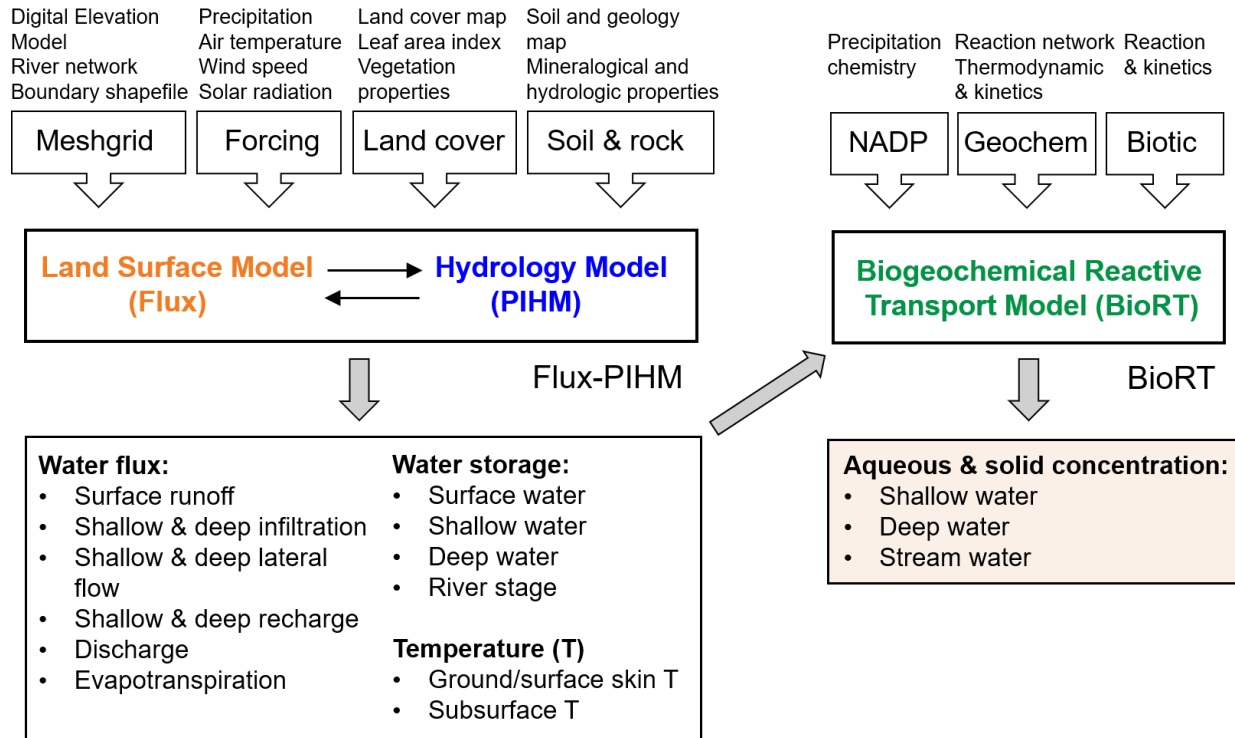 Digital Elevation
Model
River network
Boundary shapefile
Precipitation
Air temperature
Wind speed
Solar radiation
Land cover map
Leaf area index
Vegetation
properties
Soil and geology
map
Mineralogical and
hydrologic properties
Precipitation
chemistry
Reaction network
Thermodynamic
& kinetics
Reaction
& kinetics
Meshgrid
Forcing
Land cover
Soil & rock
NADP
Geochem
Biotic
Land Surface Model
(Flux)
Hydrology Model
(PIHM)
Biogeochemical Reactive
Transport Model (BioRT)
Flux-PIHM
BioRT
Water flux:
• Surface runoff
• Shallow & deep infiltration
• Shallow & deep lateral
flow
• Shallow & deep recharge
• Discharge
• Evapotranspiration
Water storage:
• Surface water
• Shallow water
• Deep water
• River stage
Temperature (T)
• Ground/surface skin T
• Subsurface T
Aqueous & solid concentration:
• Shallow water
• Deep water
• Stream water